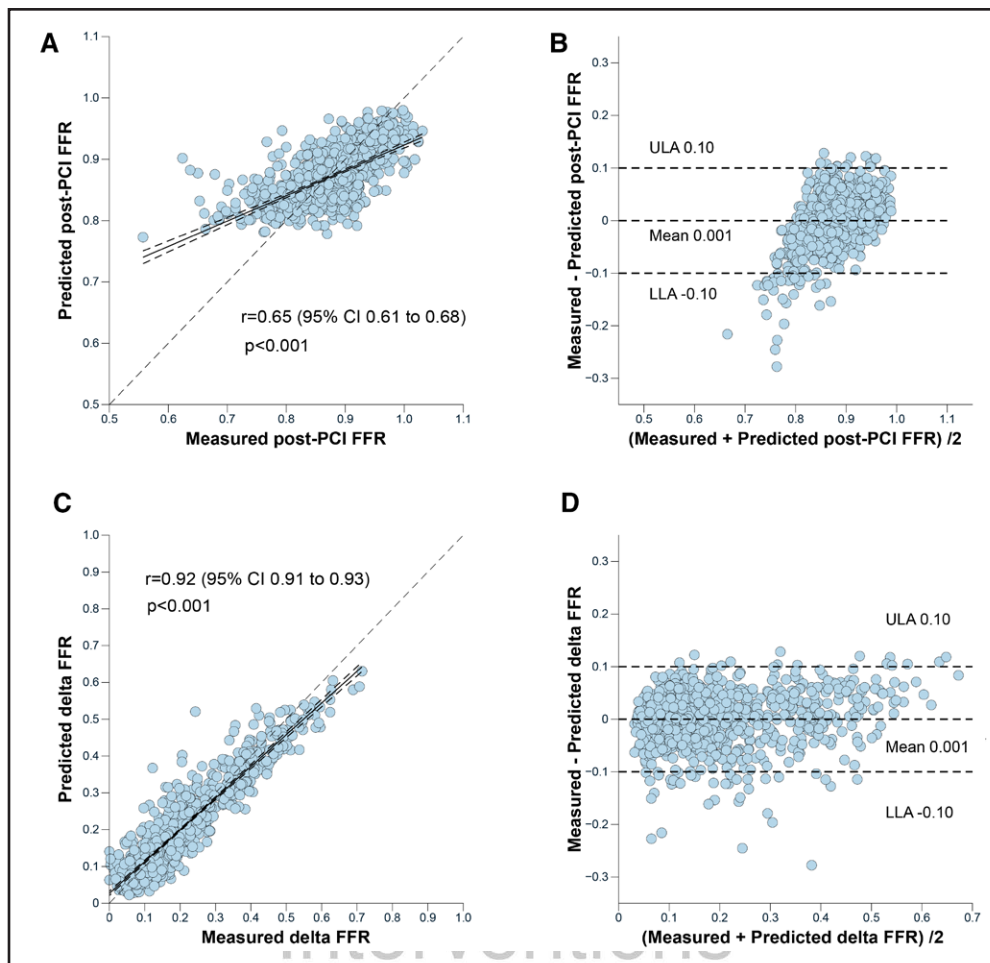 A
1.1
1.0
0.9
0.8
0.7
0.6
0.5
0.5 0.6 0.7 0.8 0.9 1.0 1.1
Predicted post-PCI FFR
Measured post-PCI FFR
r=0.65 (95% CI 0.61 to 0.68)
p<0.001
B
0.3
0.2
0.1
0
−0.1
−0.2
−0.3
0.5 0.6 0.7 0.8 0.9 1.0 1.1
Measured - Predicted post-PCI FFR
(Measured + Predicted post-PCI FFR) /2
ULA 0.10
Mean 0.001
LLA -0.10
C
1.0
0.9
0.8
0.7
0.6
0.5
0.4
0.3
0.2
0.1
0
0 0.1 0.2 0.3 0.4 0.5 0.6 0.7 0.8 0.9 1.0
Predicted delta FFR
Measured delta FFR
r=0.92 (95% CI 0.91 to 0.93)
p<0.001
D
0.3
0.2
0.1
0
−0.1
−0.2
−0.3
0 0.1 0.2 0.3 0.4 0.5 0.6 0.7
Measured - Predicted delta FFR
(Measured + Predicted delta FFR) /2
ULA 0.10
Mean 0.001
LLA -0.10
Interventions